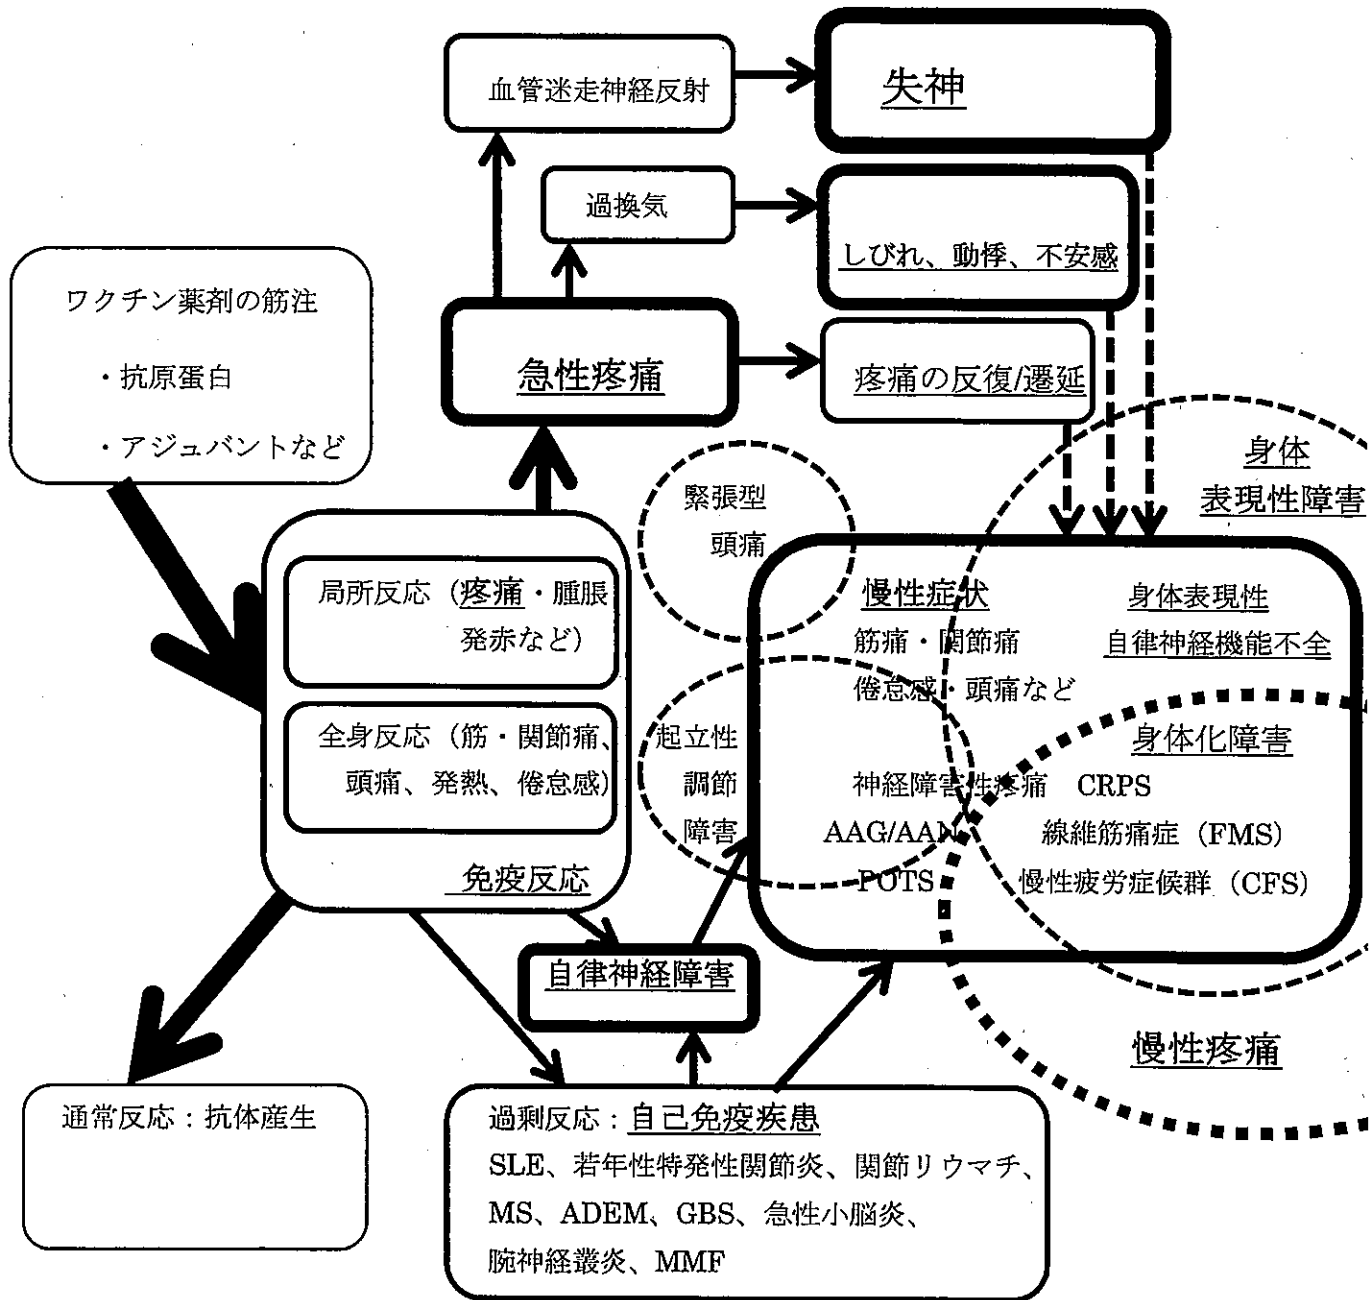 血管迷走神経反射
失神
過換気
しびれ、動悸、不安感
ワクチン薬剤の筋注
・抗原蛋白
・アジュバントなど
急性疼痛
疼痛の反復/遷延
身体
表現性障害
緊張型
頭痛
局所反応（疼痛・腫脹
発赤など）
全身反応（筋・関節痛、
頭痛、発熱、倦怠感）
免疫反応
慢性症状
筋痛・関節痛
倦怠感・頭痛など
身体表現性
自律神経機能不全
身体化障害
起立性
調節
障害
神経障害性疼痛 CRPS
AAG/AAN 線維筋痛症（FMS）
POTS 慢性疲労症候群（CFS）
自律神経障害
慢性疼痛
通常反応：抗体産生
過剰反応：自己免疫疾患
SLE、若年性特発性関節炎、関節リウマチ、
MS、ADEM、GBS、急性小脳炎、
腕神経叢炎、MMF